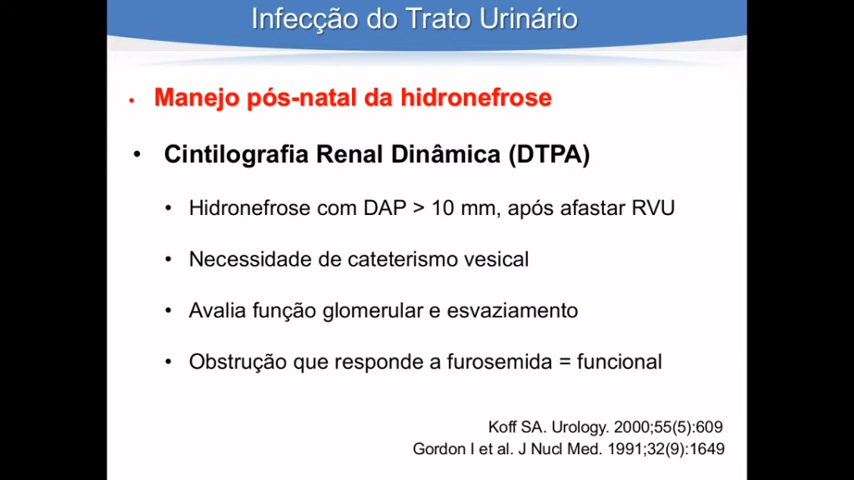 Infecção do Trato Urinário
• Manejo pós-natal da hidronefrose
• Cintilografia Renal Dinâmica (DTPA)
• Hidronefrose com DAP > 10 mm, após afastar RVU
• Necessidade de cateterismo vesical
• Avalia função glomerular e esvaziamento
• Obstrução que responde a furosemida = funcional
Koff SA. Urology. 2000;55(5):609
Gordon I et al. J Nucl Med. 1991;32(9):1649